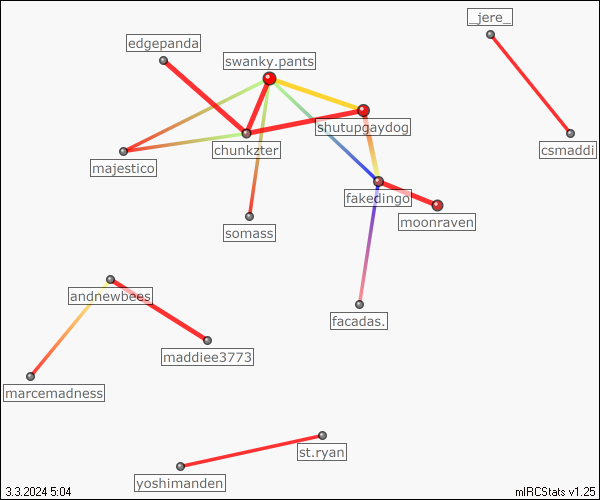 _jere_
edgepanda
swanky.pants
shutupgaydog
chunkzter
csmaddi
majestico
fakedingo
moonraven
somass
andnewbees
facadas.
maddiee3773
marcemadness
st.ryan
yoshimanden
3.3.2024 5:04
mIRCStats v1.25